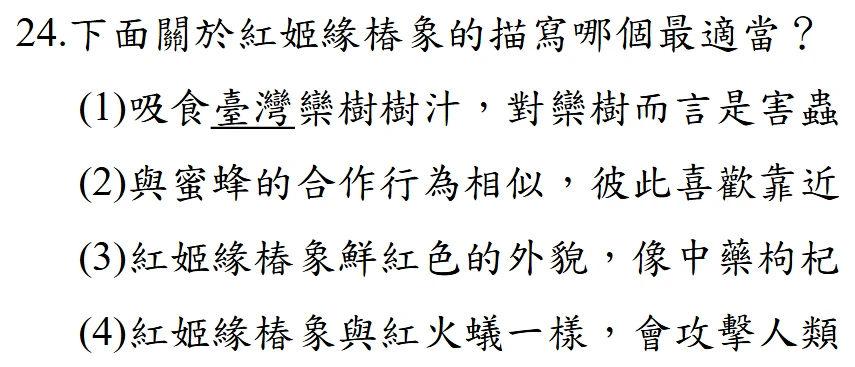 24.下面關於紅姬緣椿象的描寫哪個最適當？
(1)吸食臺灣欒樹樹汁，對欒樹而言是害蟲
(2)與蜜蜂的合作行為相似，彼此喜歡靠近
(3)紅姬緣椿象鮮紅色的外貌，像中藥枸杞
(4)紅姬緣椿象與紅火蟻一樣，會攻擊人類